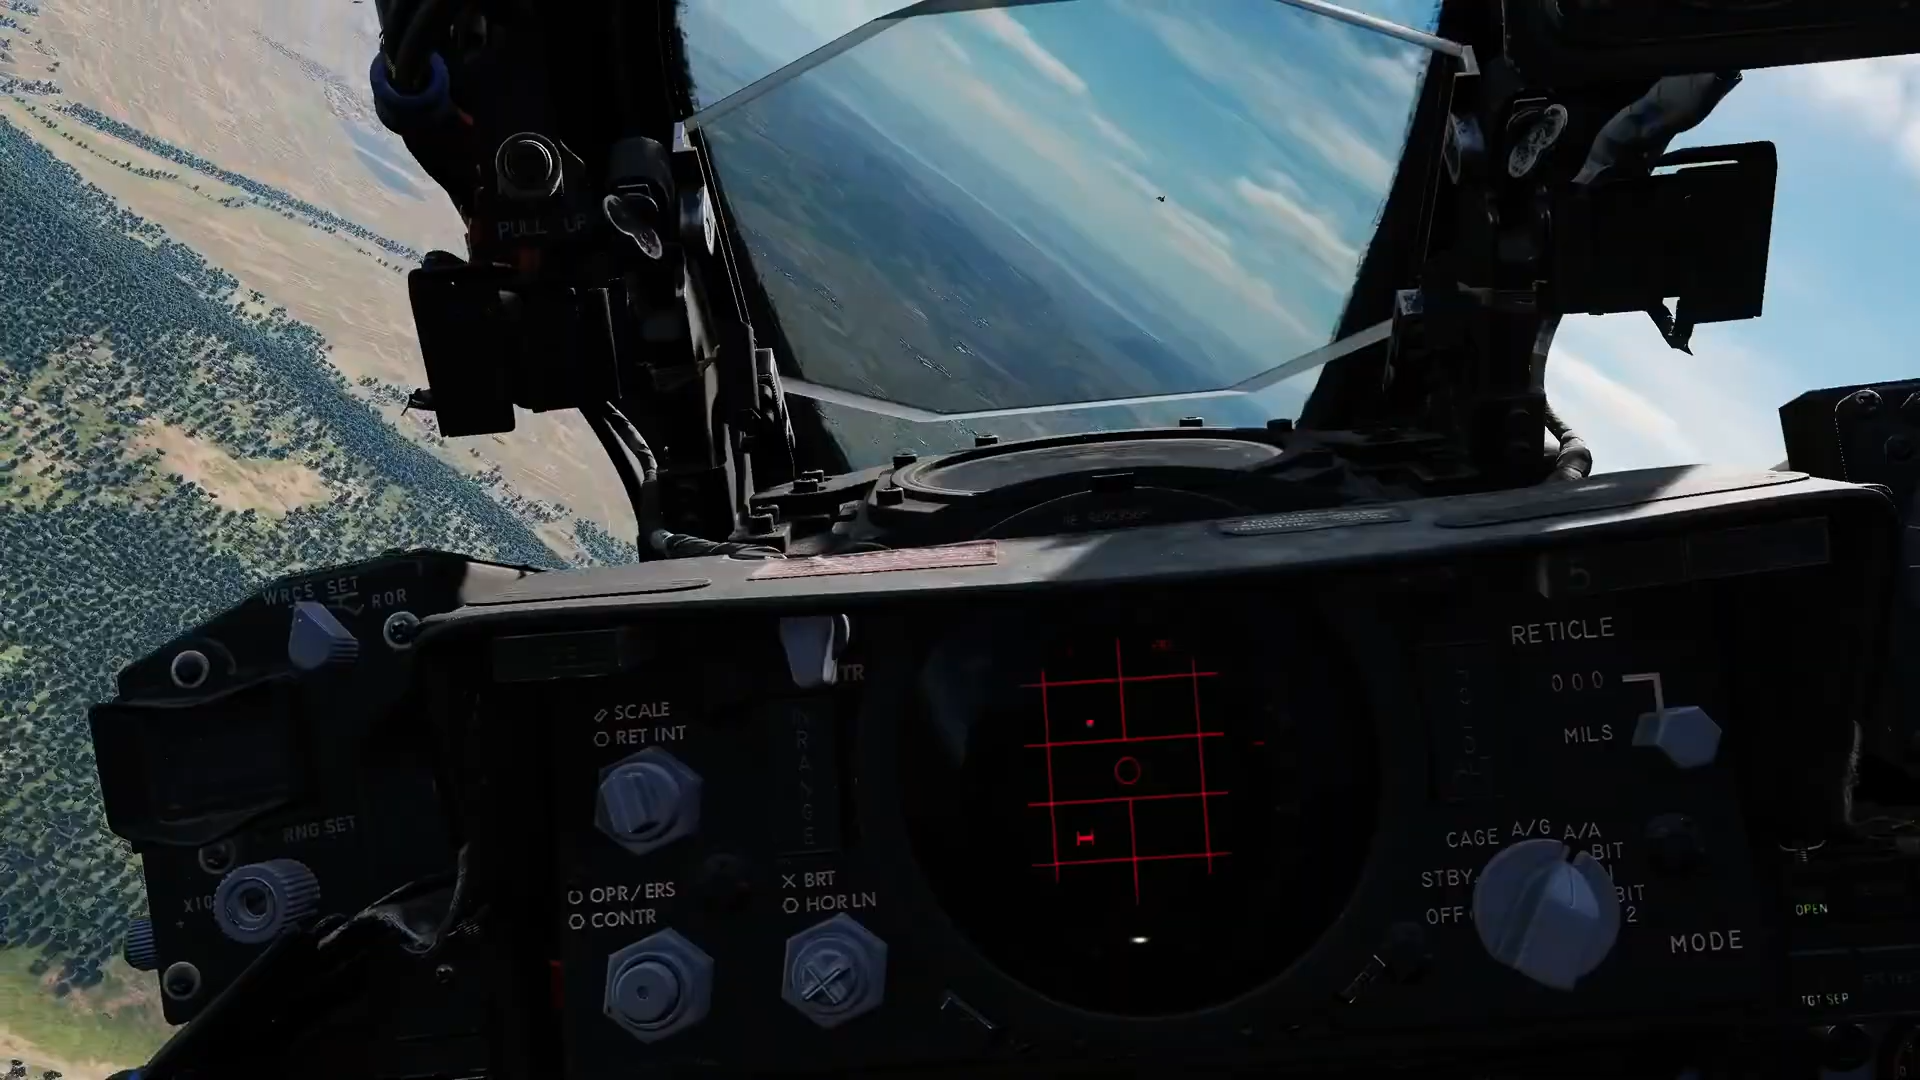 PULL UP
WRCS SET
ROR
RETICLE
000
MILS
SCALE
RET INT
TR
RANGE
RNG SET
X10
+
CAGE A/G A/A
STBY
BIT
OFF
BIT
2
MODE
OPR/ERS
CONTR
X BRT
HOR LN
OPEN
TGT SEP